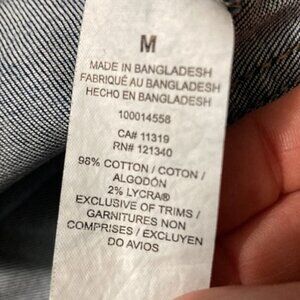 M
MADE IN BANGLADESH
FABRIQUÉ AU BANGLADESH
HECHO EN BANGLADESH
100014558
CA# 11319
RN# 121340
98% COTTON / COTON /
ALGODÓN
2% LYCRA®
EXCLUSIVE OF TRIMS /
GARNITURES NON
COMPRISES / EXCLUYEN
DO AVIOS